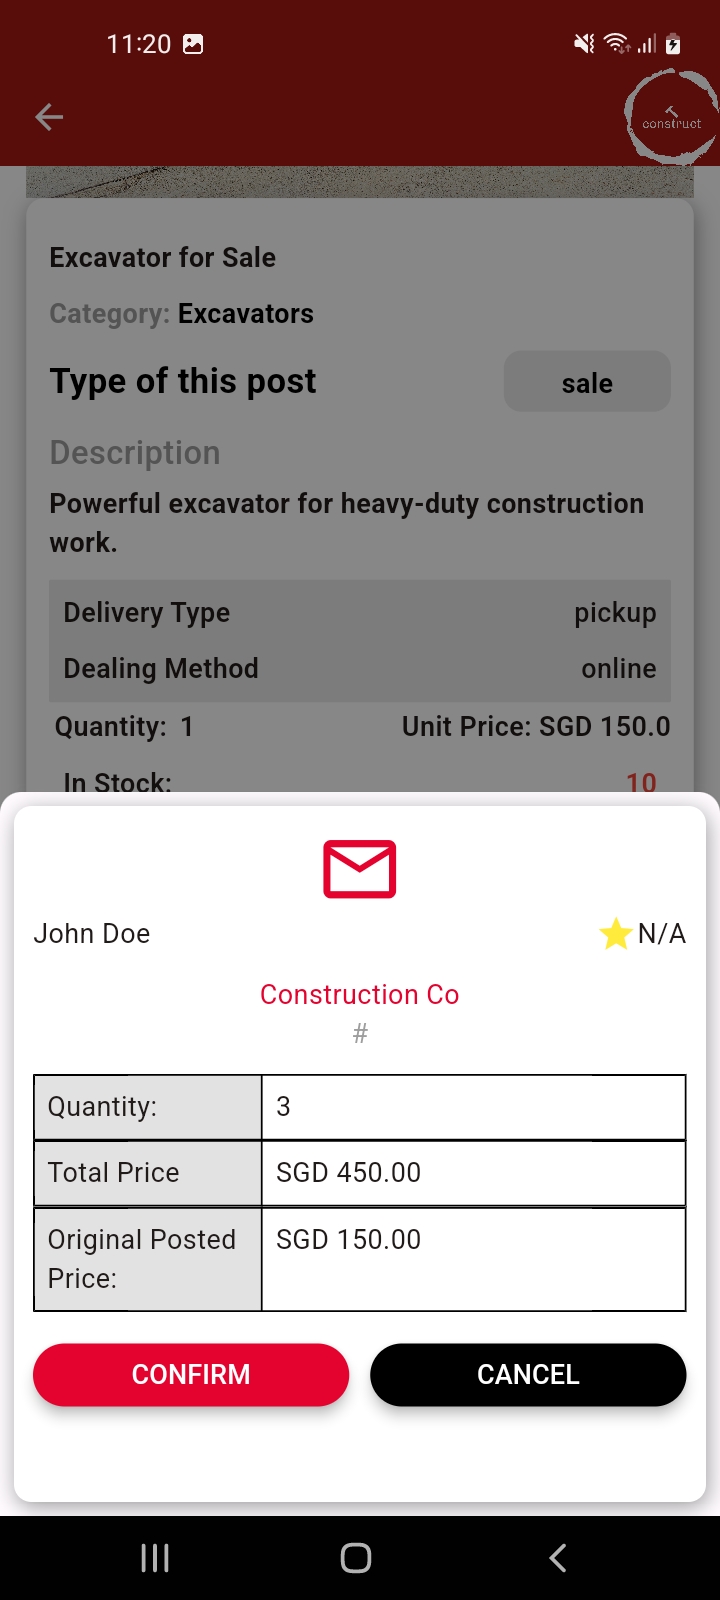 11:20
construct
Excavator for Sale
Category: Excavators
Type of this post
sale
Description
Powerful excavator for heavy-duty construction
work.
Delivery Type pickup
Dealing Method online
Quantity: 1 Unit Price: SGD 150.0
In Stock: 10
John Doe N/A
Construction Co
#
Quantity: 3
Total Price SGD 450.00
Original Posted SGD 150.00
Price:
CONFIRM CANCEL